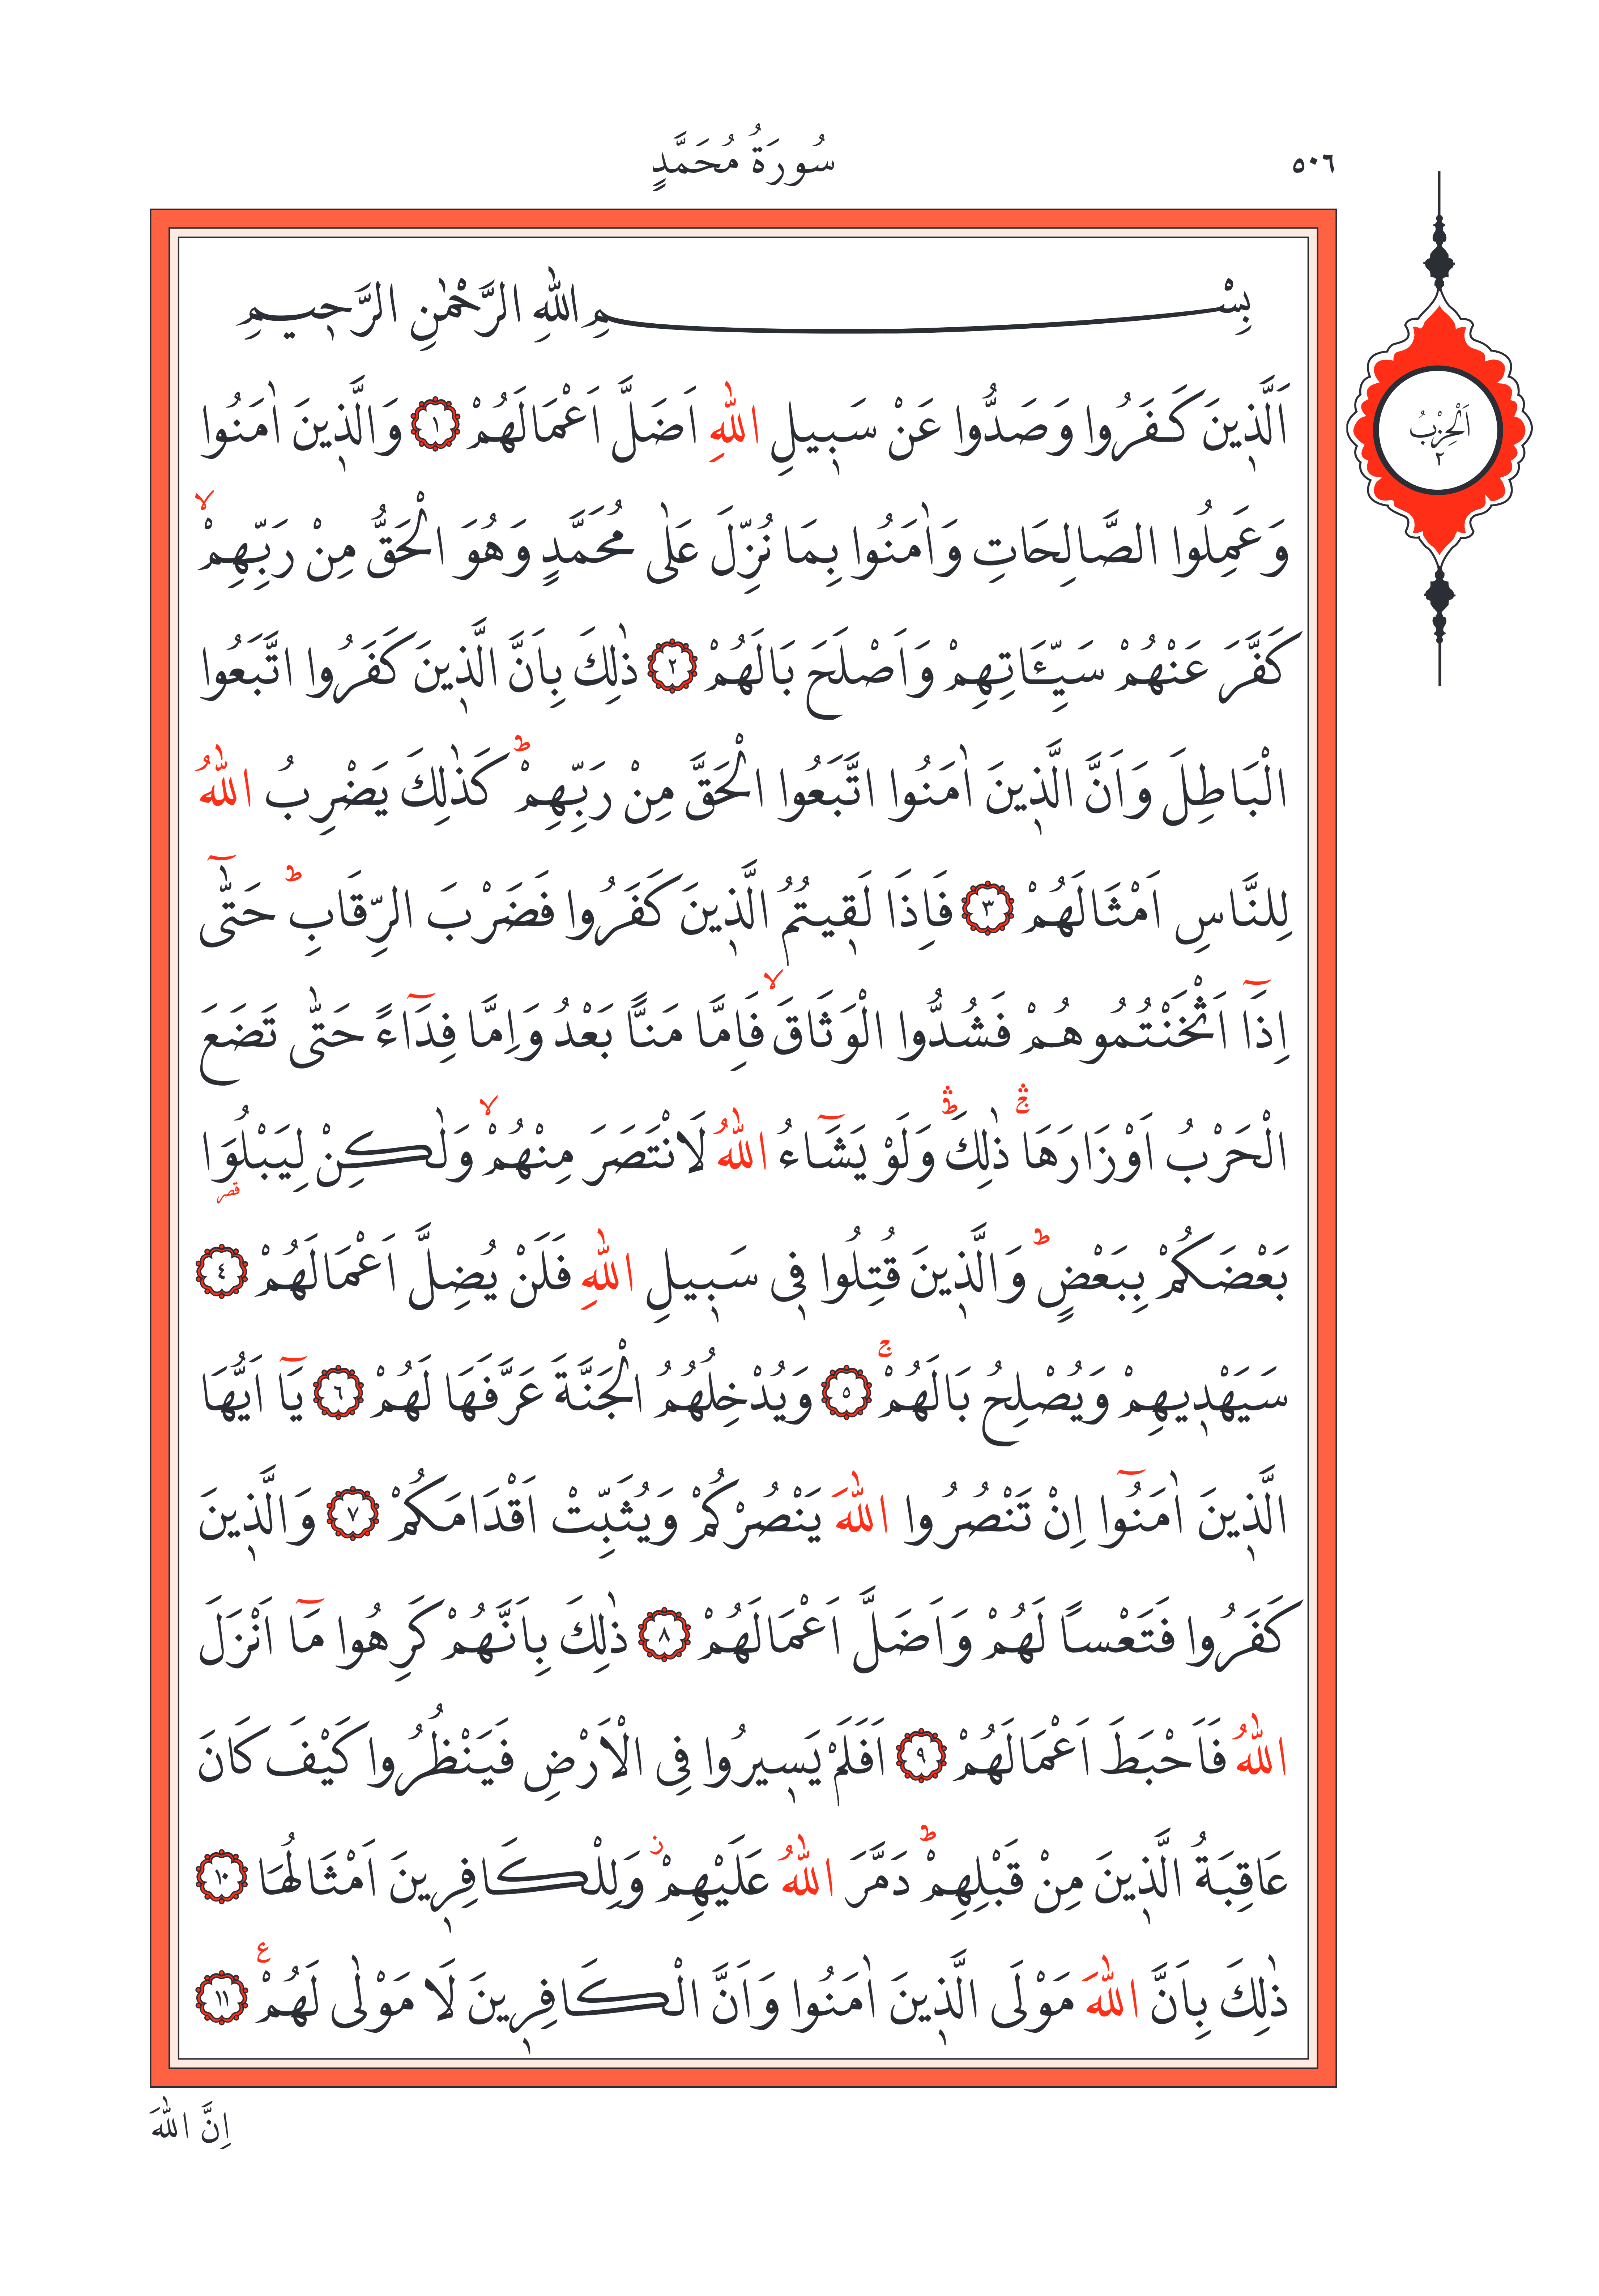 ٥٠٦
سُورَةُ مُحَمَّدٍ
اَلْحِزْبُ
٢
بِسْمِ اللّٰهِ الرَّحْمٰنِ الرَّحٖيمِ
اَلَّذٖينَ كَفَرُوا وَصَدُّوا عَنْ سَبٖيلِ اللّٰهِ اَضَلَّ اَعْمَالَهُمْ ﴿١﴾ وَالَّذٖينَ اٰمَنُوا
وَعَمِلُوا الصَّالِحَاتِ وَاٰمَنُوا بِمَا نُزِّلَ عَلٰى مُحَمَّدٍ وَهُوَ الْحَقُّ مِنْ رَبِّهِمْۙ
كَفَّرَ عَنْهُمْ سَيِّـَٔاتِهِمْ وَاَصْلَحَ بَالَهُمْ ﴿٢﴾ ذٰلِكَ بِاَنَّ الَّذٖينَ كَفَرُوا اتَّبَعُوا
الْبَاطِلَ وَاَنَّ الَّذٖينَ اٰمَنُوا اتَّبَعُوا الْحَقَّ مِنْ رَبِّهِمْؕ كَذٰلِكَ يَضْرِبُ اللّٰهُ
لِلنَّاسِ اَمْثَالَهُمْ ﴿٣﴾ فَاِذَا لَقٖيتُمُ الَّذٖينَ كَفَرُوا فَضَرْبَ الرِّقَابِؕ حَتّٰٓى
اِذَٓا اَثْخَنْتُمُوهُمْ فَشُدُّوا الْوَثَاقَۙ فَاِمَّا مَنًّا بَعْدُ وَاِمَّا فِدَٓاءً حَتّٰى تَضَعَ
الْحَرْبُ اَوْزَارَهَاۚۛ ذٰلِكَؕۛ وَلَوْ يَشَٓاءُ اللّٰهُ لَانْتَصَرَ مِنْهُمْۙ وَلٰكِنْ لِيَبْلُوَا
قصر
بَعْضَكُمْ بِبَعْضٍؕ وَالَّذٖينَ قُتِلُوا فٖى سَبٖيلِ اللّٰهِ فَلَنْ يُضِلَّ اَعْمَالَهُمْ ﴿٤﴾
سَيَهْدٖيهِمْ وَيُصْلِحُ بَالَهُمْۚ ﴿٥﴾ وَيُدْخِلُهُمُ الْجَنَّةَ عَرَّفَهَا لَهُمْ ﴿٦﴾ يَٓا اَيُّهَا
الَّذٖينَ اٰمَنُٓوا اِنْ تَنْصُرُوا اللّٰهَ يَنْصُرْكُمْ وَيُثَبِّتْ اَقْدَامَكُمْ ﴿٧﴾ وَالَّذٖينَ
كَفَرُوا فَتَعْسًا لَهُمْ وَاَضَلَّ اَعْمَالَهُمْ ﴿٨﴾ ذٰلِكَ بِاَنَّهُمْ كَرِهُوا مَٓا اَنْزَلَ
اللّٰهُ فَاَحْبَطَ اَعْمَالَهُمْ ﴿٩﴾ اَفَلَمْ يَسٖيرُوا فِى الْاَرْضِ فَيَنْظُرُوا كَيْفَ كَانَ
عَاقِبَةُ الَّذٖينَ مِنْ قَبْلِهِمْؕ دَمَّرَ اللّٰهُ عَلَيْهِمْؗ وَلِلْكَافِرٖينَ اَمْثَالُهَا ﴿١٠﴾
ذٰلِكَ بِاَنَّ اللّٰهَ مَوْلَى الَّذٖينَ اٰمَنُوا وَاَنَّ الْكَافِرٖينَ لَا مَوْلٰى لَهُمْ ع ﴿١١﴾
اِنَّ اللّٰهَ